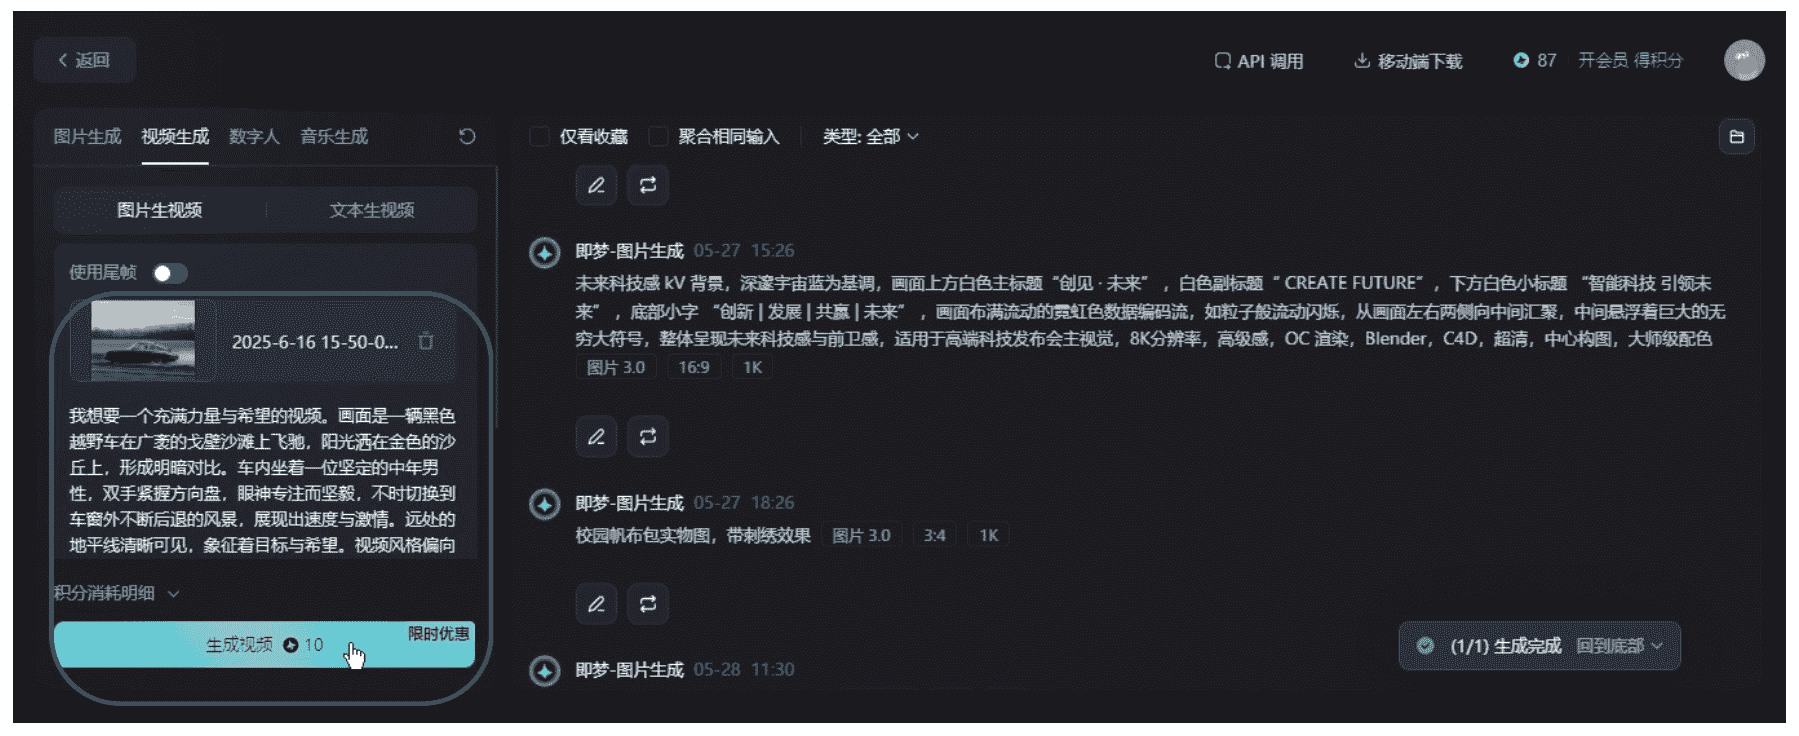 返回
API 调用
移动端下载
87
开会员 得积分
图片生成 视频生成 数字人 音乐生成
仅看收藏 聚合相同输入 类型: 全部
图片生视频 文本生视频
使用尾帧
2025-6-16 15-50-0...
我想要一个充满力量与希望的视频。画面是一辆黑色
越野车在广袤的戈壁沙滩上飞驰，阳光洒在金色的沙
丘上，形成明暗对比。车内坐着一位坚定的中年男
性，双手紧握方向盘，眼神专注而坚毅，不时切换到
车窗外不断后退的风景，展现出速度与激情。远处的
地平线清晰可见，象征着目标与希望。视频风格偏向
积分消耗明细
生成视频 10
限时优惠
即梦-图片生成 05-27 15:26
未来科技感 kV 背景，深邃宇宙蓝为基调，画面上方白色主标题“创见 · 未来”，白色副标题“ CREATE FUTURE”，下方白色小标题 “智能科技 引领未
来”，底部小字 “创新 | 发展 | 共赢 | 未来”，画面布满流动的霓虹色数据编码流，如粒子般流动闪烁，从画面左右两侧向中间汇聚，中间悬浮着巨大的无
穷大符号，整体呈现未来科技感与前卫感，适用于高端科技发布会主视觉，8K分辨率，高级感，OC 渲染，Blender，C4D，超清，中心构图，大师级配色
图片 3.0 16:9 1K
即梦-图片生成 05-27 18:26
校园帆布包实物图，带刺绣效果 图片 3.0 3:4 1K
即梦-图片生成 05-28 11:30
(1/1) 生成完成 回到底部